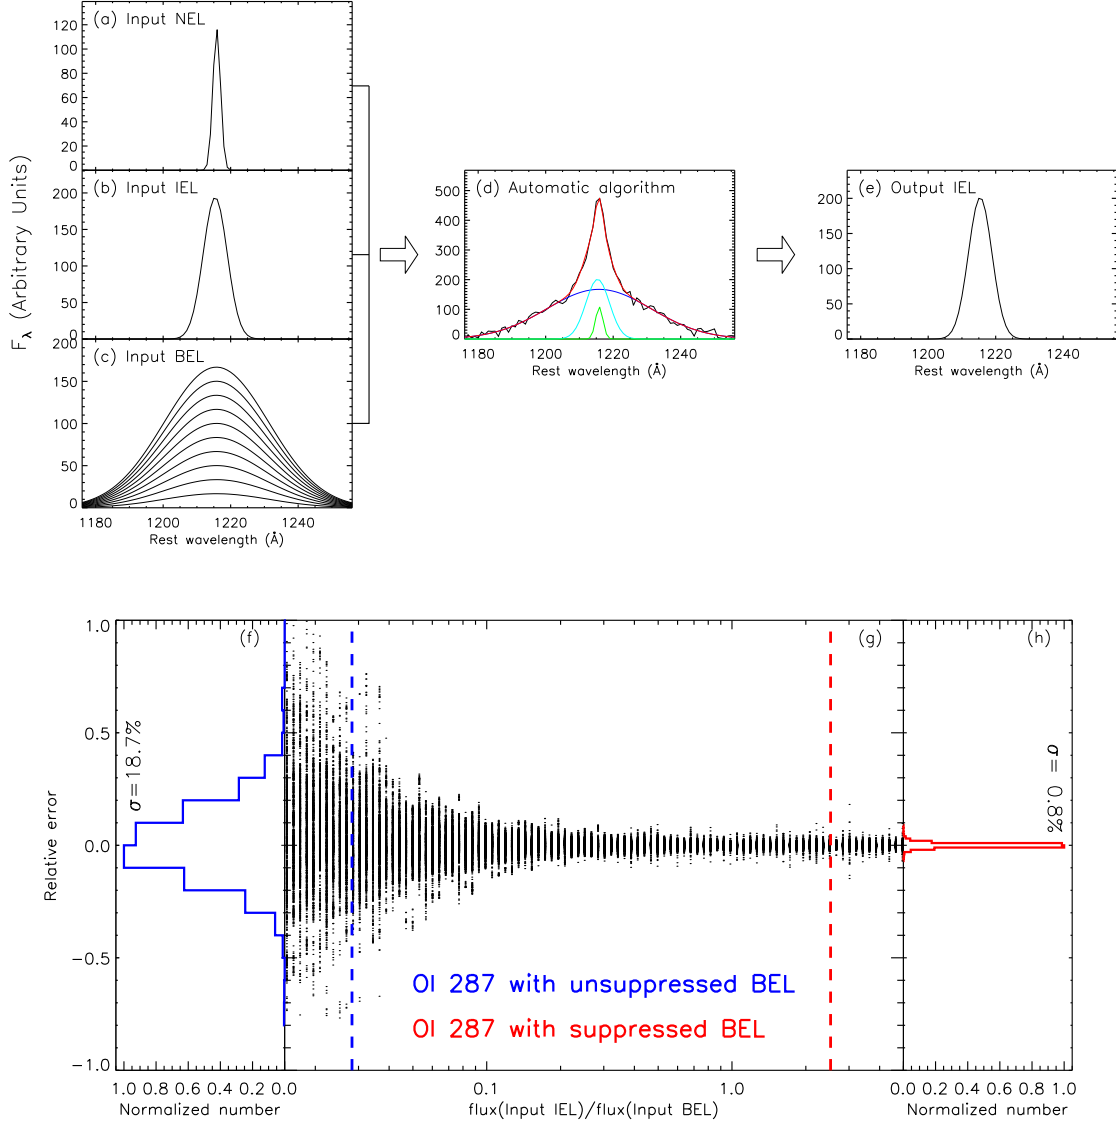 (a) Input NEL
120
100
80
60
40
20
0
(b) Input IEL
200
150
100
50
0
(c) Input BEL
200
150
100
50
0
1180 1200 1220 1240
Rest wavelength (Å)
Fλ (Arbitrary Units)
(d) Automatic algorithm
500
400
300
200
100
0
1180 1200 1220 1240
Rest wavelength (Å)
(e) Output IEL
200
150
100
50
0
1180 1200 1220 1240
Rest wavelength (Å)
Relative error
1.0
0.5
0.0
-0.5
-1.0
(f)
σ=18.7%
1.0 0.8 0.6 0.4 0.2 0.0
Normalized number
(g)
OI 287 with unsuppressed BEL
OI 287 with suppressed BEL
0.1 1.0
flux(Input IEL)/flux(Input BEL)
(h)
σ= 0.8%
0.0 0.2 0.4 0.6 0.8 1.0
Normalized number